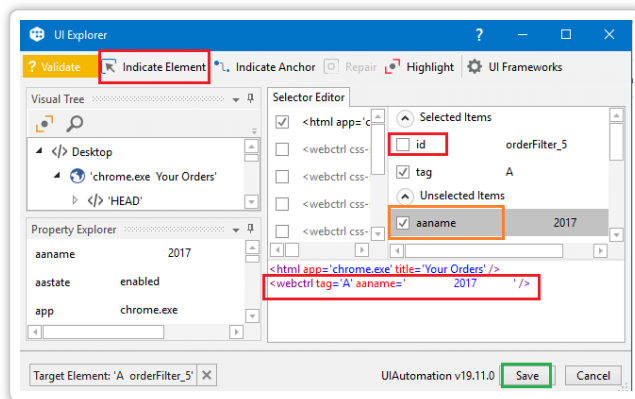 UI Explorer
? Validate Indicate Element Indicate Anchor Repair Highlight UI Frameworks
Visual Tree
</> Desktop
'chrome.exe Your Orders'
</> 'HEAD'
Property Explorer
aaname 2017
aastate enabled
app chrome.exe
Selector Editor
<html app='c
<webctrl css-
<webctrl css-
<webctrl css-
<webctrl css-
Selected Items
id orderFilter_5
tag A
Unselected Items
aaname 2017
<html app='chrome.exe' title='Your Orders' />
<webctrl tag='A' aaname=' 2017 ' />
Target Element: 'A orderFilter_5'
UIAutomation v19.11.0 Save Cancel